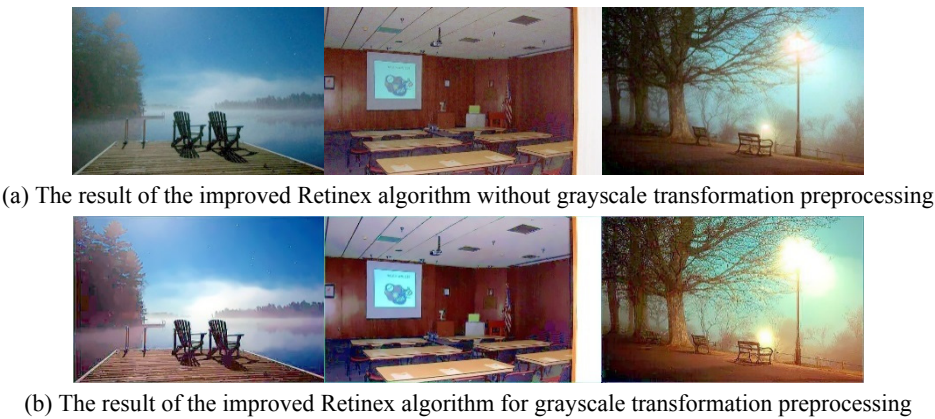 (a) The result of the improved Retinex algorithm without grayscale transformation preprocessing
(b) The result of the improved Retinex algorithm for grayscale transformation preprocessing